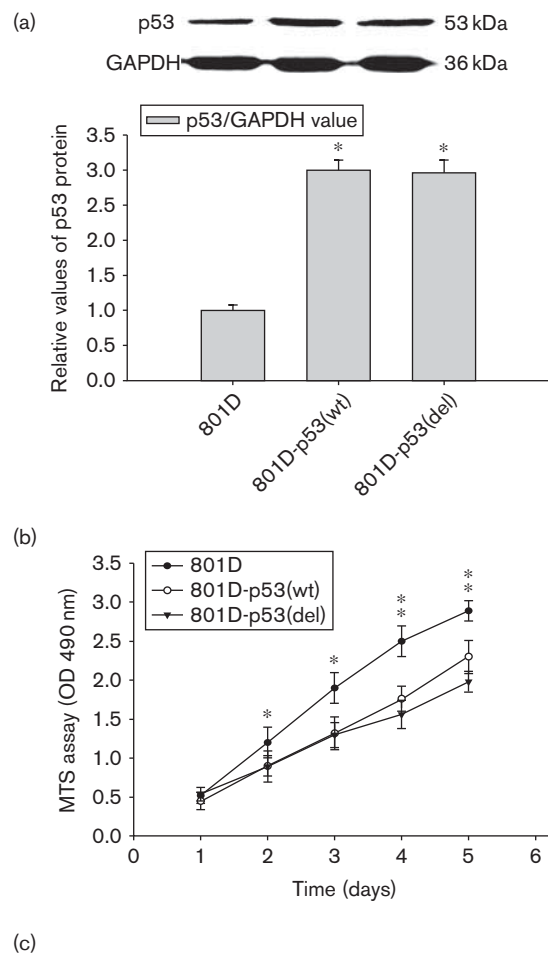 (a)
p53 53 kDa
GAPDH 36 kDa
p53/GAPDH value
Relative values of p53 protein
3.5
3.0
2.5
2.0
1.5
1.0
0.5
0.0
* *
801D
801D-p53(wt)
801D-p53(del)
(b)
801D
801D-p53(wt)
801D-p53(del)
MTS assay (OD 490 nm)
3.5
3.0
2.5
2.0
1.5
1.0
0.5
0.0
* * ** **
0 1 2 3 4 5 6
Time (days)
(c)